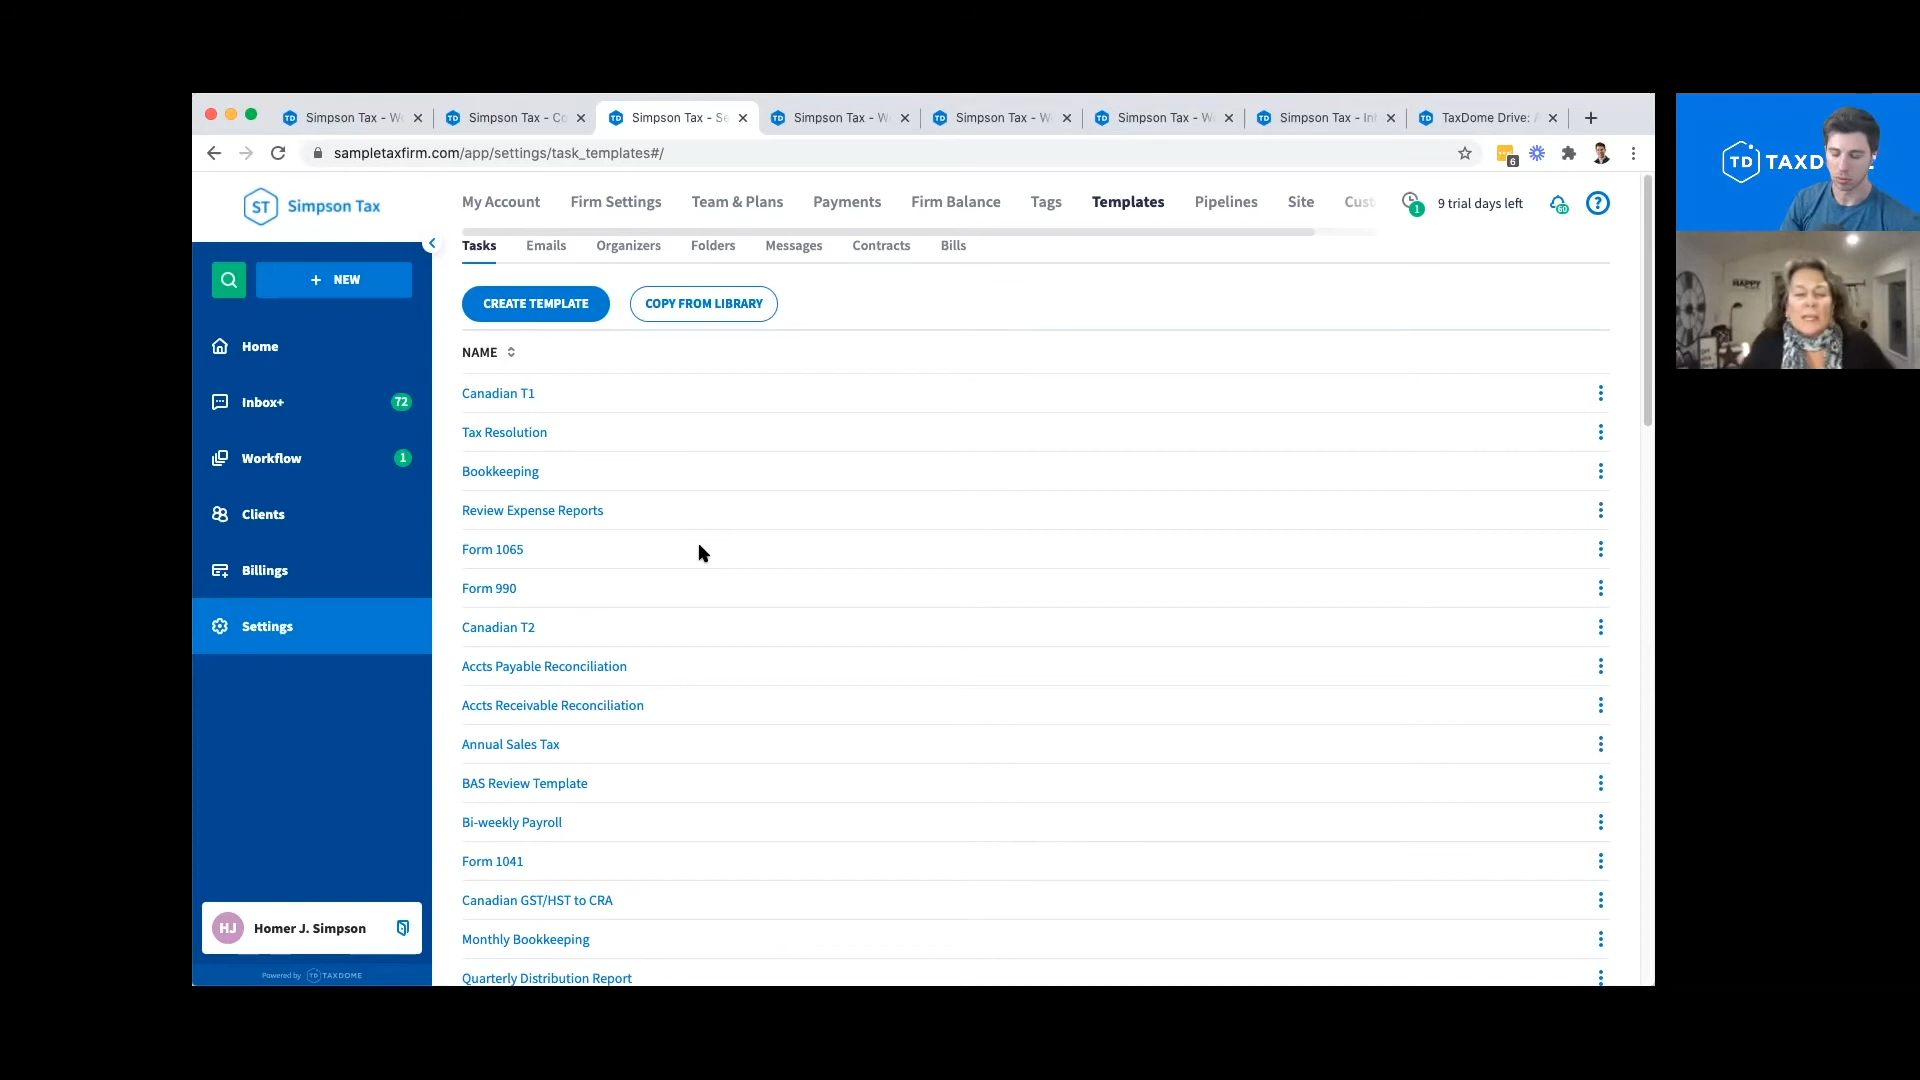 Simpson Tax - W
Simpson Tax - Co
Simpson Tax - Se
Simpson Tax - W
Simpson Tax - W
Simpson Tax - W
Simpson Tax - In
TaxDome Drive:
sampletaxfirm.com/app/settings/task_templates#/
6
TD TAXD
ST Simpson Tax
My Account
Firm Settings
Team & Plans
Payments
Firm Balance
Tags
Templates
Pipelines
Site
Cust
1
9 trial days left
60
?
Tasks
Emails
Organizers
Folders
Messages
Contracts
Bills
+ NEW
CREATE TEMPLATE
COPY FROM LIBRARY
HAPPY
Home
Inbox+ 72
Workflow 1
Clients
Billings
Settings
NAME
Canadian T1
Tax Resolution
Bookkeeping
Review Expense Reports
Form 1065
Form 990
Canadian T2
Accts Payable Reconciliation
Accts Receivable Reconciliation
Annual Sales Tax
BAS Review Template
Bi-weekly Payroll
Form 1041
Canadian GST/HST to CRA
Monthly Bookkeeping
Quarterly Distribution Report
HJ Homer J. Simpson
Powered by TD TAXDOME